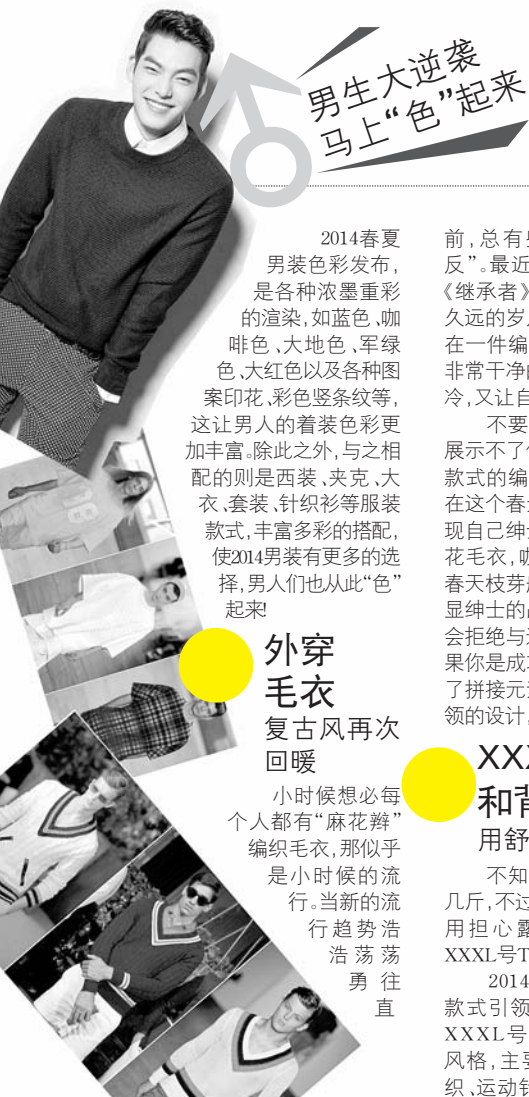 男生大逆袭
马上“色”起来
2014春夏
男装色彩发布，
是各种浓墨重彩
的渲染，如蓝色、咖
啡色、大地色、军绿
色、大红色以及各种图
案印花、彩色竖条纹等，
这让男人的着装色彩更
加丰富。除此之外，与之相
配的则是西装、夹克、大
衣、套装、针织衫等服装
款式，丰富多彩的搭配，
使2014男装有更多的选
择，男人们也从此“色”
起来！
外穿
毛衣
复古风再次
回暖
小时候想必每
个人都有“麻花辫”
编织毛衣，那似乎
是小时候的流
行。当新的流
行趋势浩
浩荡荡
勇往
直
前，总有
反”。最近
《继承者》
久远的岁
在一件编
非常干净
冷，又让自
不要
展示不了
款式的编
在这个春
现自己绅
花毛衣，
春天枝芽
显绅士的
会拒绝与
果你是成
了拼接元
领的设计，
XX
和
用舒
不知
几斤，不过
用担心露
XXXL号T
2014
款式引领
XXXL号
风格，主要
织、运动